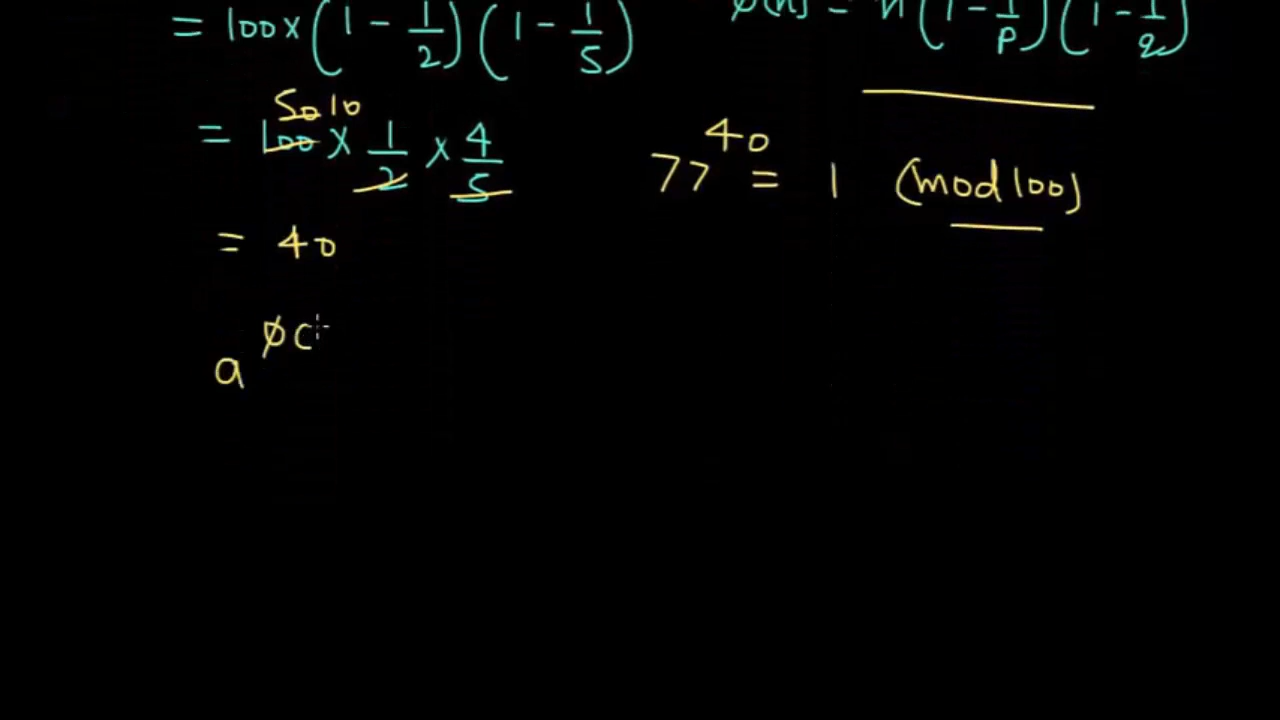 = 100 × (1 - 1/2) (1 - 1/5)
ϕ(n) = n (1 - 1/p) (1 - 1/q)
50 10
= 100 × 1/2 × 4/5
77^40 = 1 (mod 100)
= 40
a^ϕ(